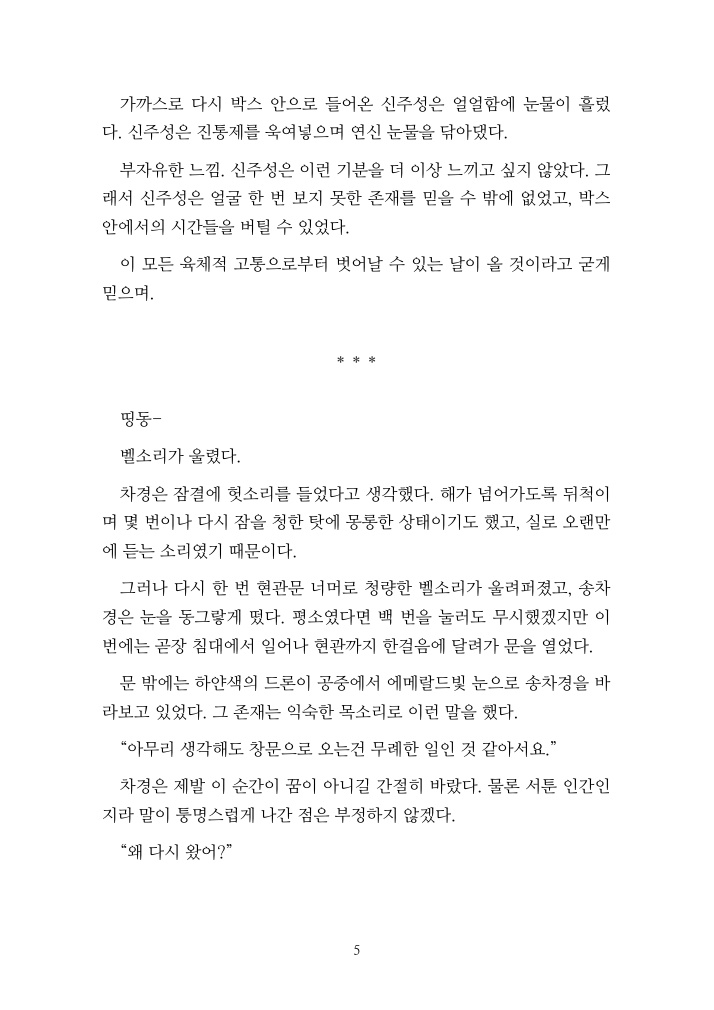 가까스로 다시 박스 안으로 들어온 신주성은 얼얼함에 눈물이 흘렀
다. 신주성은 진통제를 욱여넣으며 연신 눈물을 닦아댔다.
부자유한 느낌. 신주성은 이런 기분을 더 이상 느끼고 싶지 않았다. 그
래서 신주성은 얼굴 한 번 보지 못한 존재를 믿을 수 밖에 없었고, 박스
안에서의 시간들을 버틸 수 있었다.
이 모든 육체적 고통으로부터 벗어날 수 있는 날이 올 것이라고 굳게
믿으며.
* * *
띵동–
벨소리가 울렸다.
차경은 잠결에 헛소리를 들었다고 생각했다. 해가 넘어가도록 뒤척이
며 몇 번이나 다시 잠을 청한 탓에 몽롱한 상태이기도 했고, 실로 오랜만
에 듣는 소리였기 때문이다.
그러나 다시 한 번 현관문 너머로 청량한 벨소리가 울려퍼졌고, 송차
경은 눈을 동그랗게 떴다. 평소였다면 백 번을 눌러도 무시했겠지만 이
번에는 곧장 침대에서 일어나 현관까지 한걸음에 달려가 문을 열었다.
문 밖에는 하얀색의 드론이 공중에서 에메랄드빛 눈으로 송차경을 바
라보고 있었다. 그 존재는 익숙한 목소리로 이런 말을 했다.
“아무리 생각해도 창문으로 오는건 무례한 일인 것 같아서요.”
차경은 제발 이 순간이 꿈이 아니길 간절히 바랐다. 물론 서툰 인간인
지라 말이 퉁명스럽게 나간 점은 부정하지 않겠다.
“왜 다시 왔어?”
5